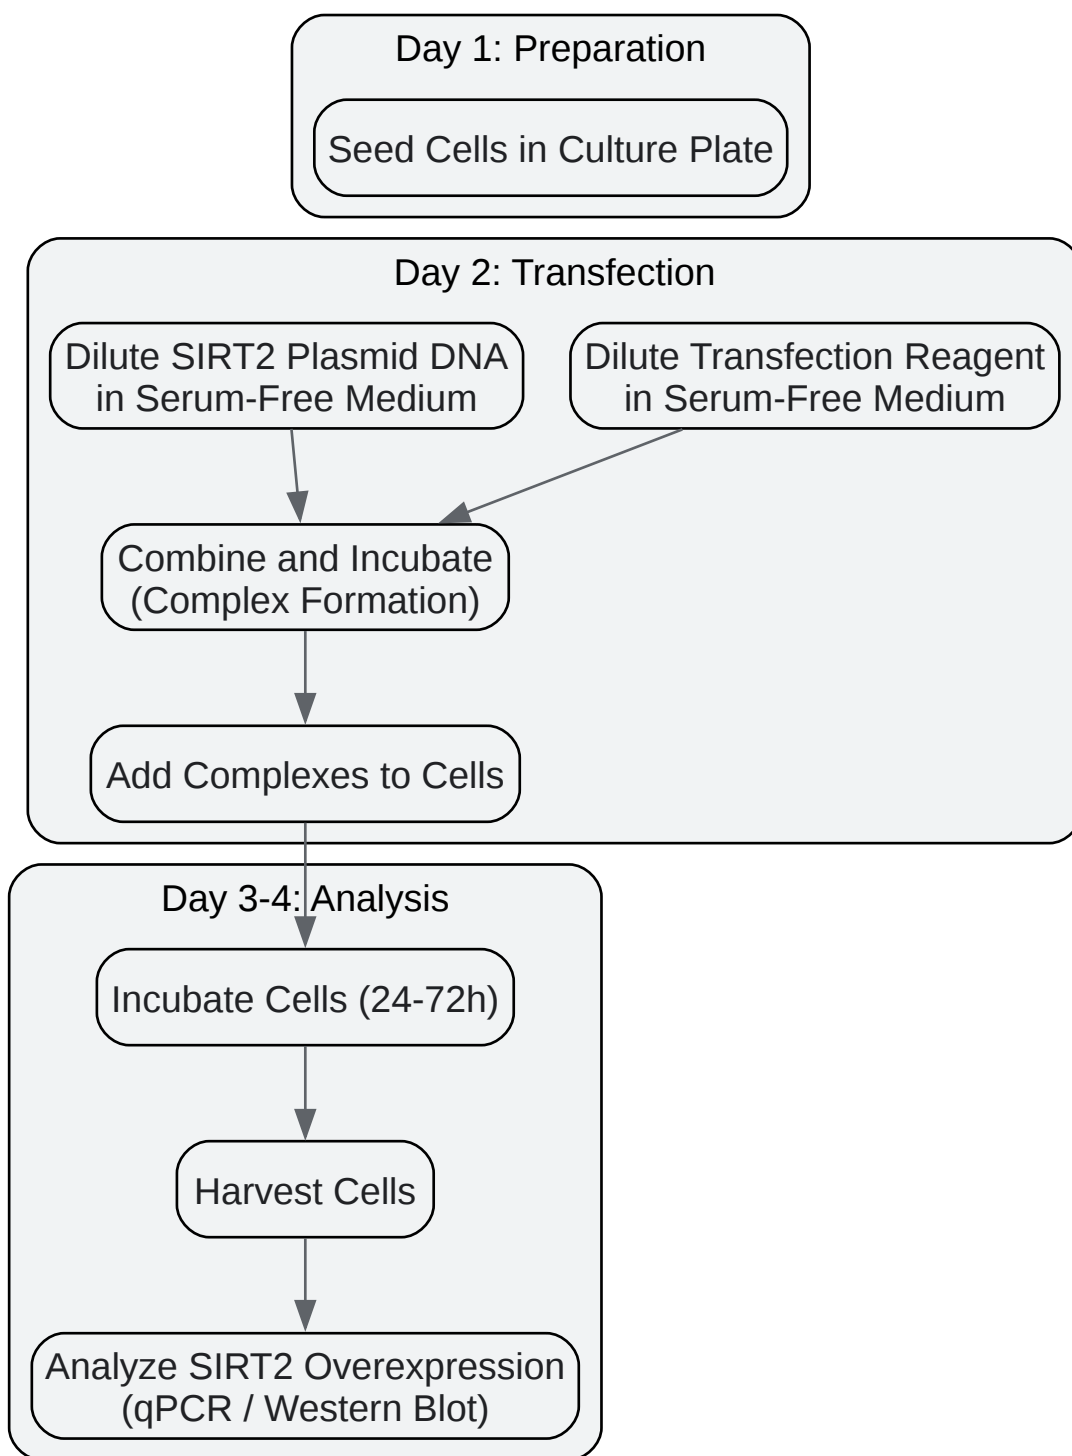 Day 1: Preparation
Seed Cells in Culture Plate
Day 2: Transfection
Dilute SIRT2 Plasmid DNA
in Serum-Free Medium
Dilute Transfection Reagent
in Serum-Free Medium
Combine and Incubate
(Complex Formation)
Add Complexes to Cells
Day 3-4: Analysis
Incubate Cells (24-72h)
Harvest Cells
Analyze SIRT2 Overexpression
(qPCR / Western Blot)